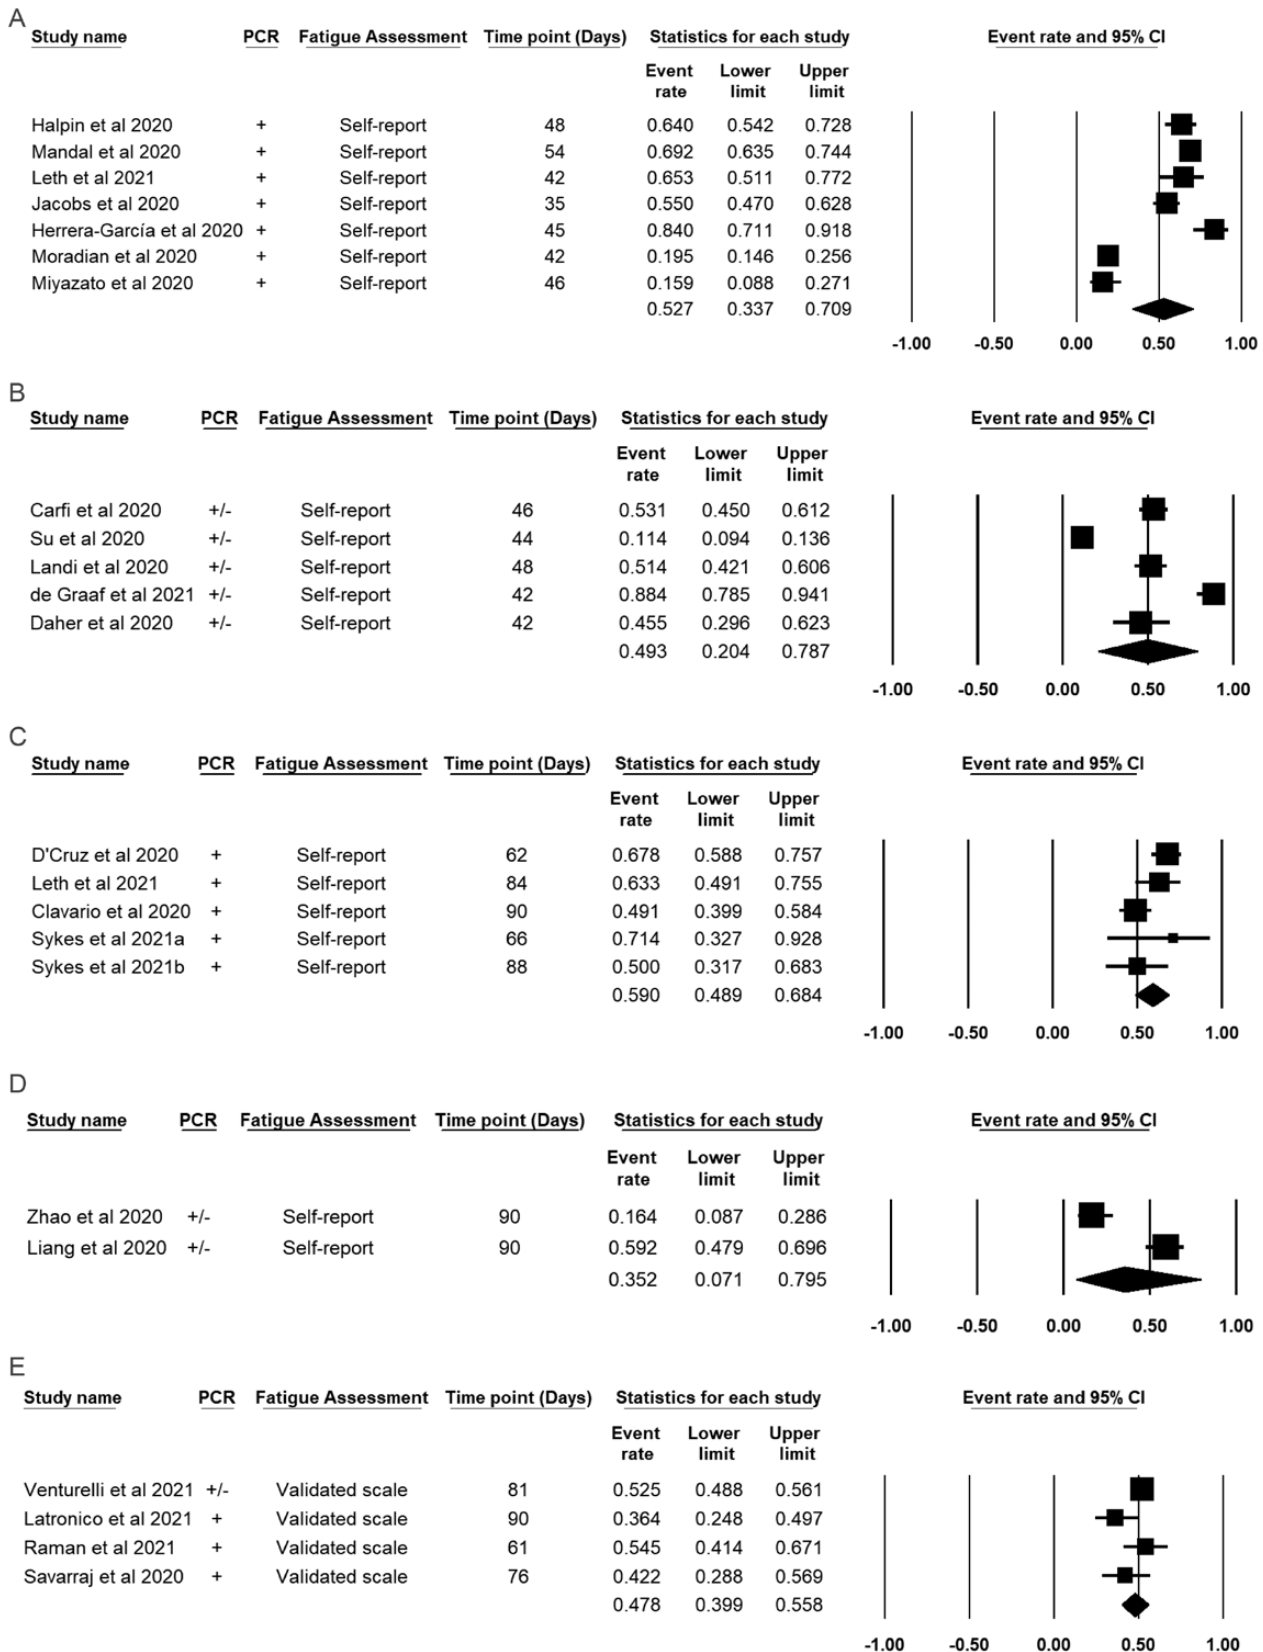 A
Study name PCR Fatigue Assessment Time point (Days) Statistics for each study Event rate and 95% CI
Event rate Lower limit Upper limit
Halpin et al 2020 + Self-report 48 0.640 0.542 0.728
Mandal et al 2020 + Self-report 54 0.692 0.635 0.744
Leth et al 2021 + Self-report 42 0.653 0.511 0.772
Jacobs et al 2020 + Self-report 35 0.550 0.470 0.628
Herrera-García et al 2020 + Self-report 45 0.840 0.711 0.918
Moradian et al 2020 + Self-report 42 0.195 0.146 0.256
Miyazato et al 2020 + Self-report 46 0.159 0.088 0.271
0.527 0.337 0.709
-1.00 -0.50 0.00 0.50 1.00
B
Study name PCR Fatigue Assessment Time point (Days) Statistics for each study Event rate and 95% CI
Event rate Lower limit Upper limit
Carfi et al 2020 +/- Self-report 46 0.531 0.450 0.612
Su et al 2020 +/- Self-report 44 0.114 0.094 0.136
Landi et al 2020 +/- Self-report 48 0.514 0.421 0.606
de Graaf et al 2021 +/- Self-report 42 0.884 0.785 0.941
Daher et al 2020 +/- Self-report 42 0.455 0.296 0.623
0.493 0.204 0.787
-1.00 -0.50 0.00 0.50 1.00
C
Study name PCR Fatigue Assessment Time point (Days) Statistics for each study Event rate and 95% CI
Event rate Lower limit Upper limit
D'Cruz et al 2020 + Self-report 62 0.678 0.588 0.757
Leth et al 2021 + Self-report 84 0.633 0.491 0.755
Clavario et al 2020 + Self-report 90 0.491 0.399 0.584
Sykes et al 2021a + Self-report 66 0.714 0.327 0.928
Sykes et al 2021b + Self-report 88 0.500 0.317 0.683
0.590 0.489 0.684
-1.00 -0.50 0.00 0.50 1.00
D
Study name PCR Fatigue Assessment Time point (Days) Statistics for each study Event rate and 95% CI
Event rate Lower limit Upper limit
Zhao et al 2020 +/- Self-report 90 0.164 0.087 0.286
Liang et al 2020 +/- Self-report 90 0.592 0.479 0.696
0.352 0.071 0.795
-1.00 -0.50 0.00 0.50 1.00
E
Study name PCR Fatigue Assessment Time point (Days) Statistics for each study Event rate and 95% CI
Event rate Lower limit Upper limit
Venturelli et al 2021 +/- Validated scale 81 0.525 0.488 0.561
Latronico et al 2021 + Validated scale 90 0.364 0.248 0.497
Raman et al 2021 + Validated scale 61 0.545 0.414 0.671
Savarraj et al 2020 + Validated scale 76 0.422 0.288 0.569
0.478 0.399 0.558
-1.00 -0.50 0.00 0.50 1.00